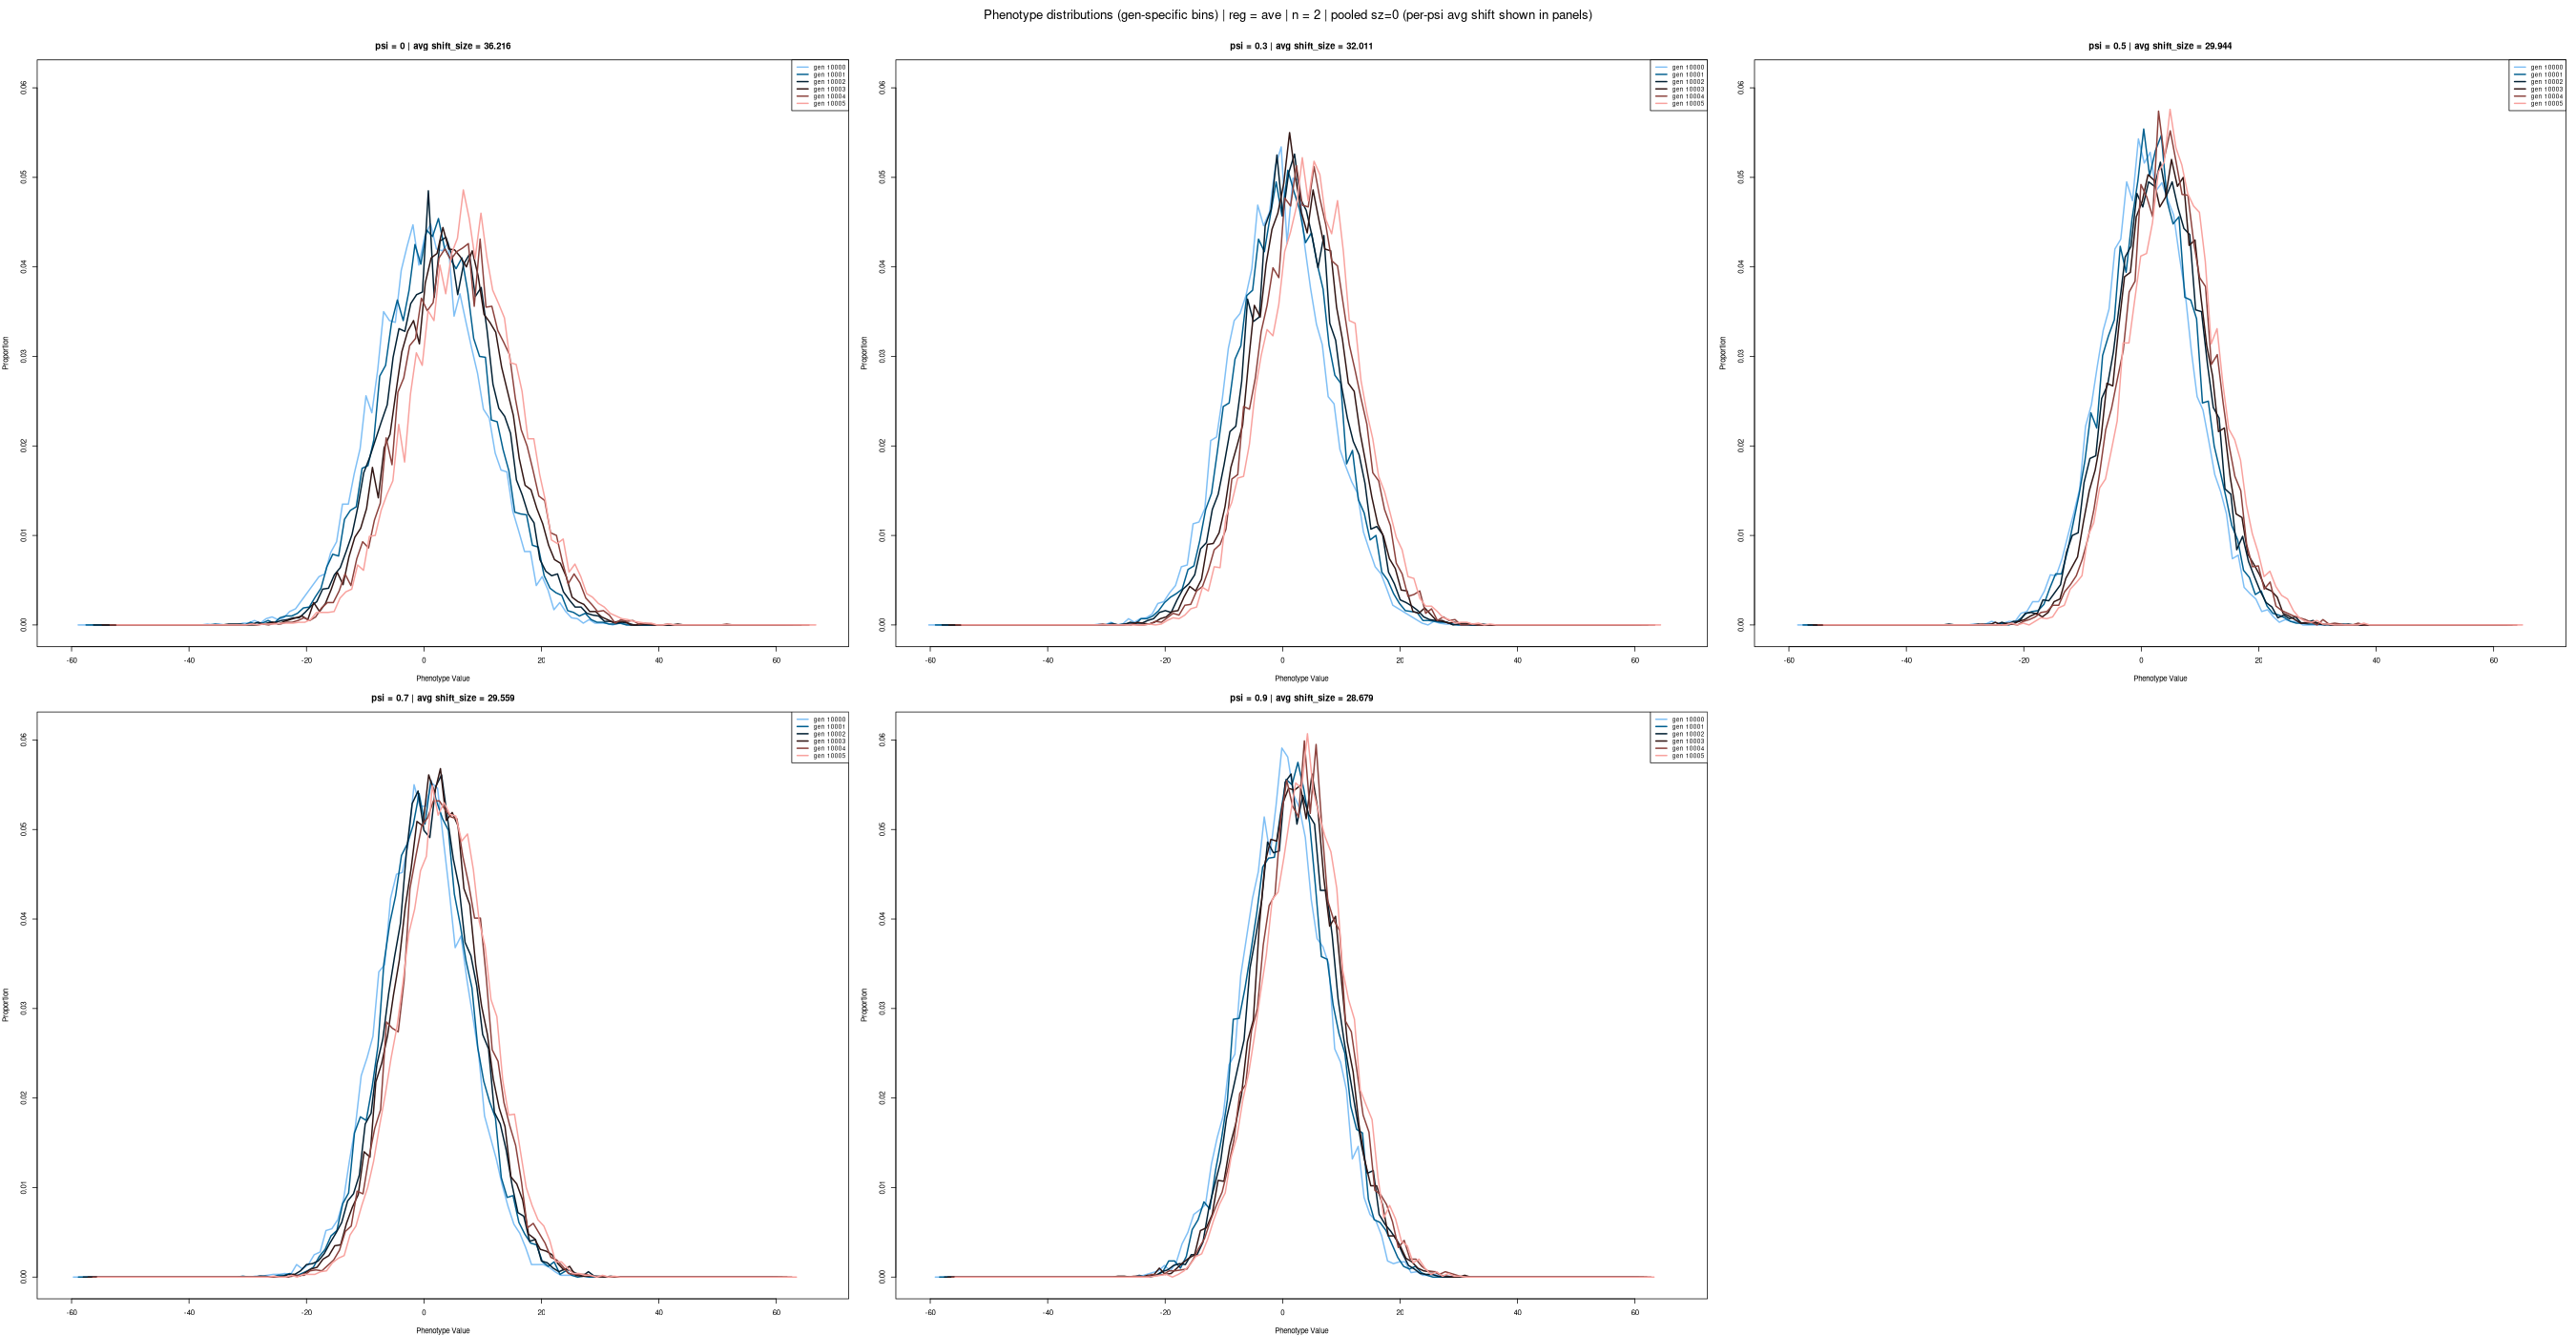 Phenotype distributions (gen-specific bins) | reg = ave | n = 2 | pooled sz=0 (per-psi avg shift shown in panels)
psi = 0 | avg shift_size = 36.216
gen 10000
gen 10001
gen 10002
gen 10003
gen 10004
gen 10005
Proportion
0.06
0.05
0.04
0.03
0.02
0.01
0.00
-60
-40
-20
0
20
40
60
Phenotype Value
psi = 0.3 | avg shift_size = 32.011
gen 10000
gen 10001
gen 10002
gen 10003
gen 10004
gen 10005
Proportion
0.06
0.05
0.04
0.03
0.02
0.01
0.00
-60
-40
-20
0
20
40
60
Phenotype Value
psi = 0.5 | avg shift_size = 29.944
gen 10000
gen 10001
gen 10002
gen 10003
gen 10004
gen 10005
Proportion
0.06
0.05
0.04
0.03
0.02
0.01
0.00
-60
-40
-20
0
20
40
60
Phenotype Value
psi = 0.7 | avg shift_size = 29.559
gen 10000
gen 10001
gen 10002
gen 10003
gen 10004
gen 10005
Proportion
0.06
0.05
0.04
0.03
0.02
0.01
0.00
-60
-40
-20
0
20
40
60
Phenotype Value
psi = 0.9 | avg shift_size = 28.679
gen 10000
gen 10001
gen 10002
gen 10003
gen 10004
gen 10005
Proportion
0.06
0.05
0.04
0.03
0.02
0.01
0.00
-60
-40
-20
0
20
40
60
Phenotype Value